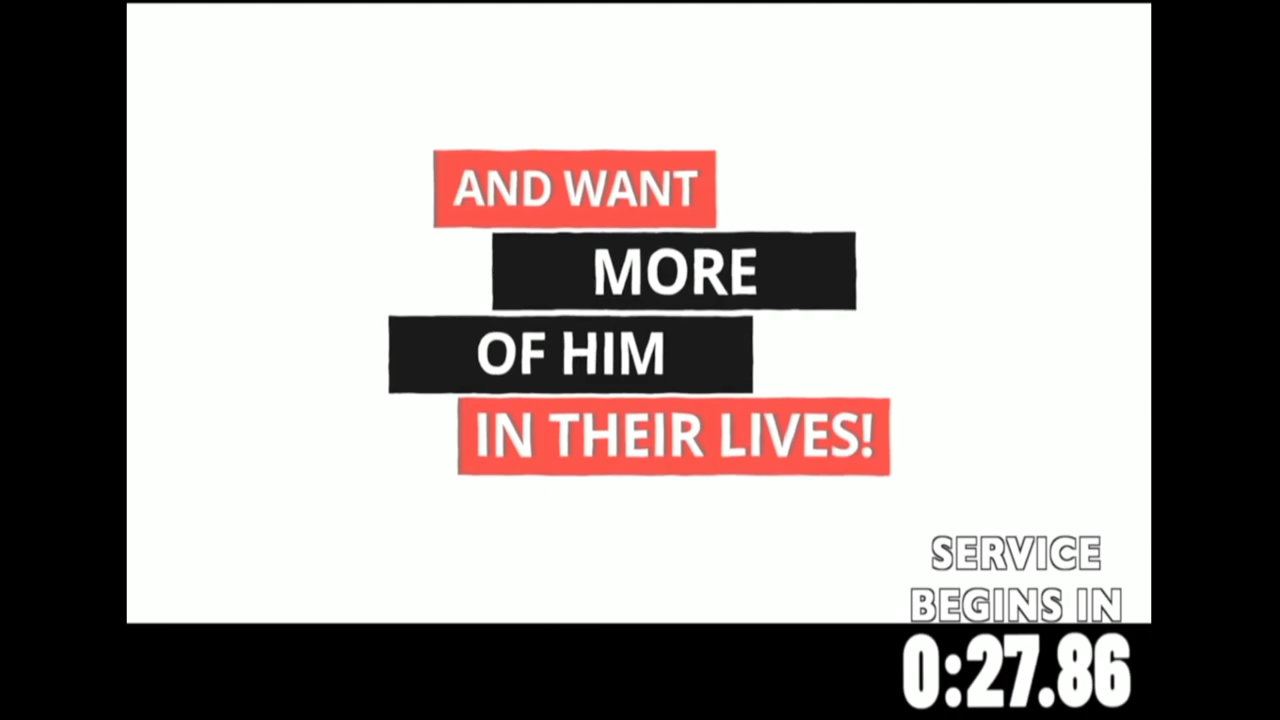 AND WANT
MORE
OF HIM
IN THEIR LIVES!
SERVICE
BEGINS IN
0:27.86